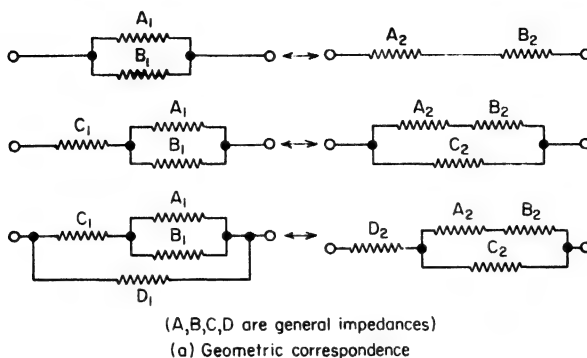 A₁
B₁
A₂ B₂
C₁
A₁
B₁
A₂ B₂
C₂
C₁
A₁
B₁
D₁
D₂
A₂ B₂
C₂
(A,B,C,D are general impedances)
(a) Geometric correspondence